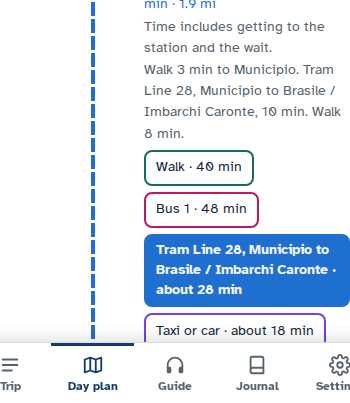 min · 1.9 mi
Time includes getting to the
station and the wait.
Walk 3 min to Municipio. Tram
Line 28, Municipio to Brasile /
Imbarchi Caronte, 10 min. Walk
8 min.
Walk · 40 min
Bus 1 · 48 min
Tram Line 28, Municipio to
Brasile / Imbarchi Caronte ·
about 28 min
Taxi or car · about 18 min
Trip
Day plan
Guide
Journal
Settin